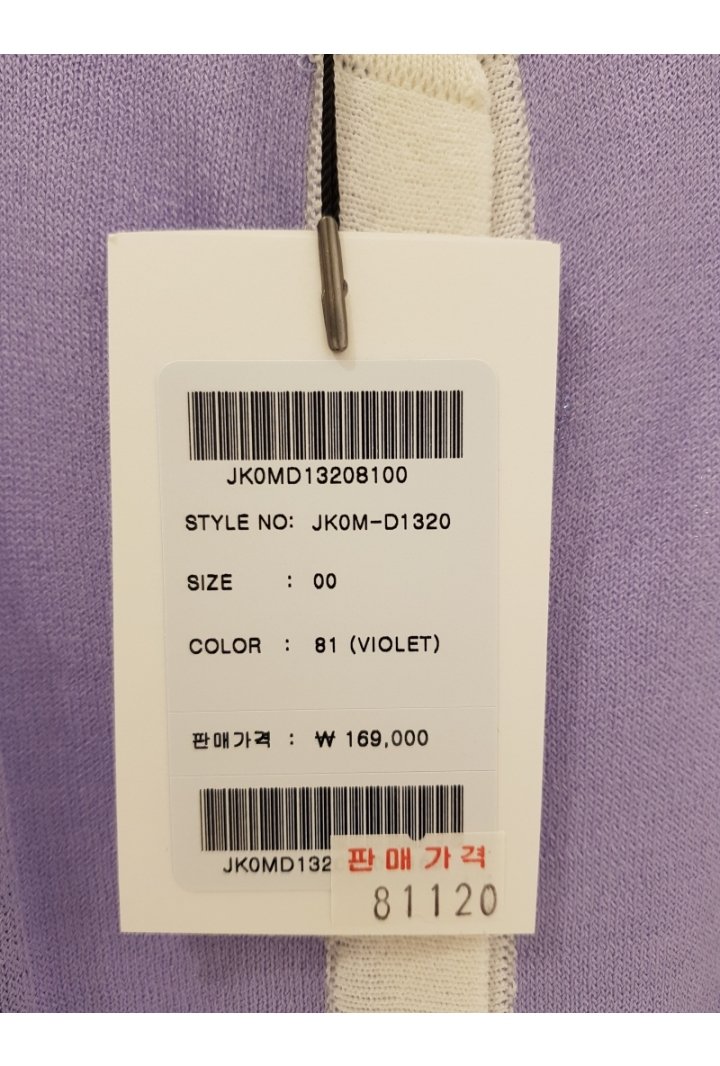 JK0MD13208100
STYLE NO: JK0M-D1320
SIZE : 00
COLOR : 81 (VIOLET)
판매가격 : ₩ 169,000
JK0MD132
판매가격
81120